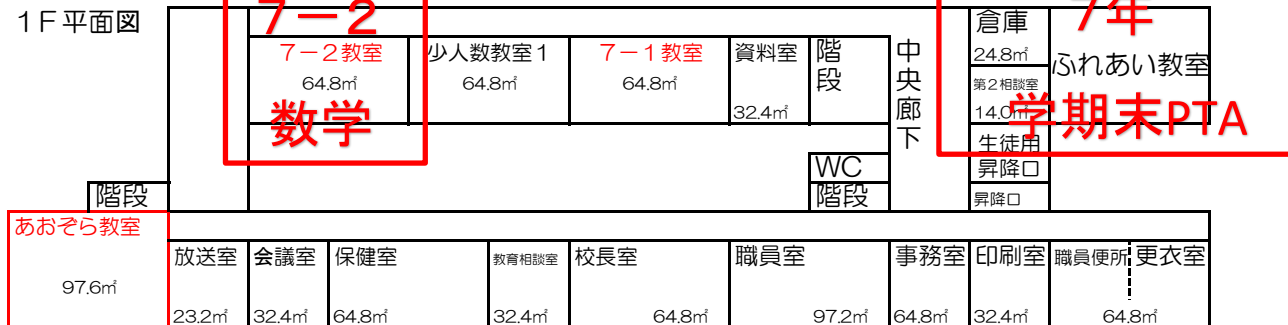 1F平面図
7−2
7年
7−2教室
64.8㎡
数学
少人数教室1
64.8㎡
7−1教室
64.8㎡
資料室
32.4㎡
階段
中央廊下
倉庫
24.8㎡
第2相談室
14.0㎡
ふれあい教室
学期末PTA
生徒用
昇降口
昇降口
WC
階段
階段
あおぞら教室
97.6㎡
放送室
23.2㎡
会議室
32.4㎡
保健室
64.8㎡
教育相談室
32.4㎡
校長室
64.8㎡
職員室
97.2㎡
事務室
64.8㎡
印刷室
32.4㎡
職員便所
更衣室
64.8㎡